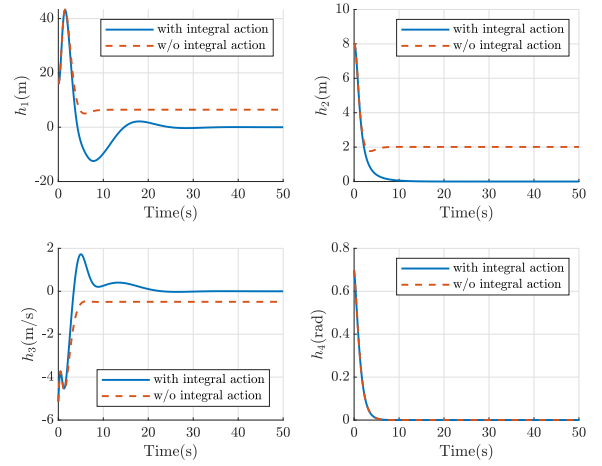 40
20
0
-20
h1(m)
with integral action
w/o integral action
0 10 20 30 40 50
Time(s)
10
8
6
4
2
0
h2(m)
with integral action
w/o integral action
0 10 20 30 40 50
Time(s)
2
0
-2
-4
-6
h3(m/s)
with integral action
w/o integral action
0 10 20 30 40 50
Time(s)
0.8
0.6
0.4
0.2
0
h4(rad)
with integral action
w/o integral action
0 10 20 30 40 50
Time(s)